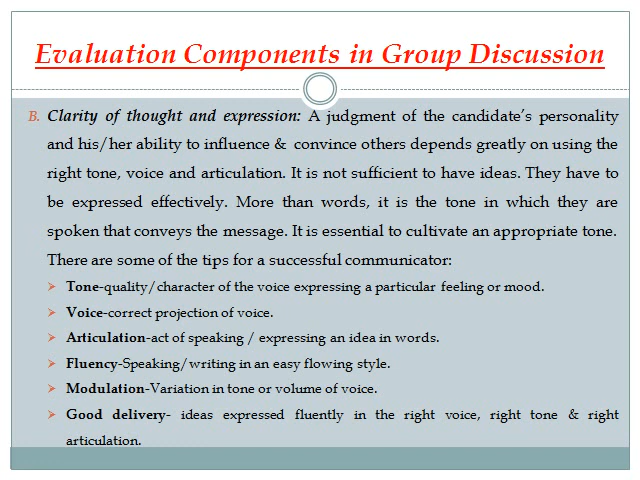 Evaluation Components in Group Discussion
B. Clarity of thought and expression: A judgment of the candidate's personality
and his/her ability to influence & convince others depends greatly on using the
right tone, voice and articulation. It is not sufficient to have ideas. They have to
be expressed effectively. More than words, it is the tone in which they are
spoken that conveys the message. It is essential to cultivate an appropriate tone.
There are some of the tips for a successful communicator:
➢ Tone-quality/character of the voice expressing a particular feeling or mood.
➢ Voice-correct projection of voice.
➢ Articulation-act of speaking / expressing an idea in words.
➢ Fluency-Speaking/writing in an easy flowing style.
➢ Modulation-Variation in tone or volume of voice.
➢ Good delivery- ideas expressed fluently in the right voice, right tone & right
articulation.